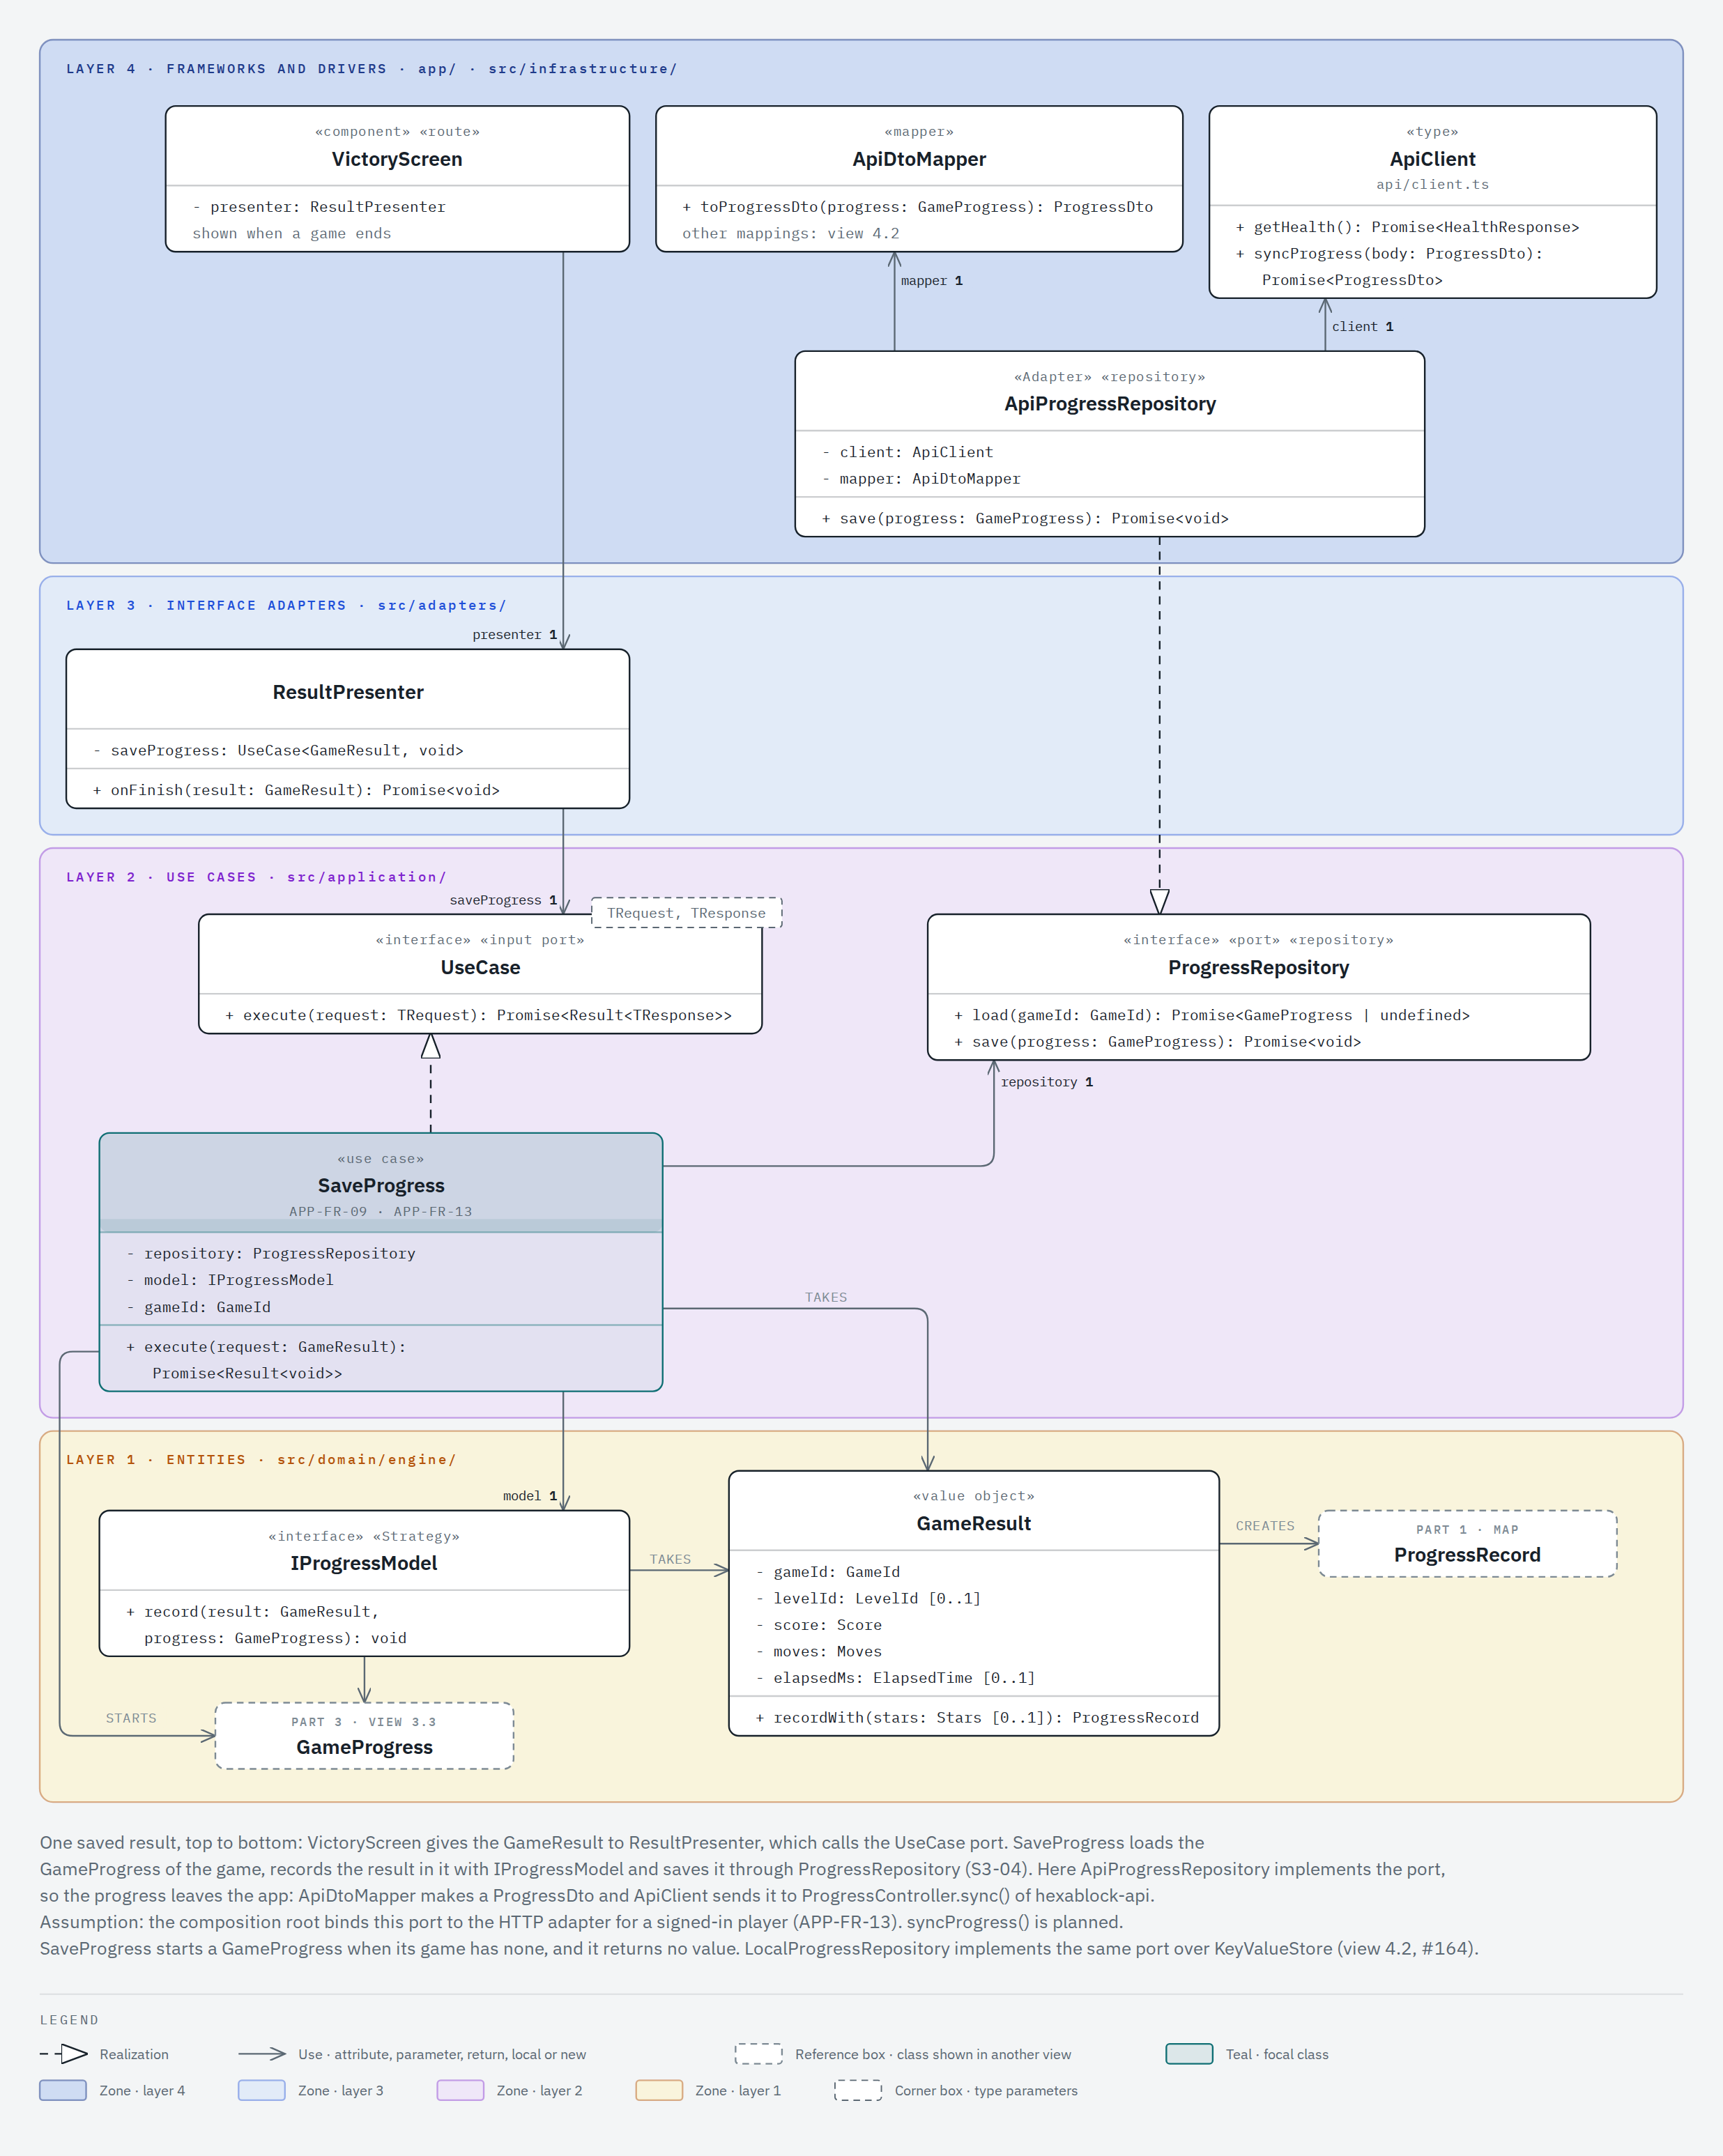 LAYER 4 · FRAMEWORKS AND DRIVERS · app/ · src/infrastructure/
«component» «route»
VictoryScreen
- presenter: ResultPresenter
shown when a game ends
«mapper»
ApiDtoMapper
+ toProgressDto(progress: GameProgress): ProgressDto
other mappings: view 4.2
«type»
ApiClient
api/client.ts
+ getHealth(): Promise<HealthResponse>
+ syncProgress(body: ProgressDto):
Promise<ProgressDto>
mapper 1
client 1
«Adapter» «repository»
ApiProgressRepository
- client: ApiClient
- mapper: ApiDtoMapper
+ save(progress: GameProgress): Promise<void>
LAYER 3 · INTERFACE ADAPTERS · src/adapters/
presenter 1
ResultPresenter
- saveProgress: UseCase<GameResult, void>
+ onFinish(result: GameResult): Promise<void>
LAYER 2 · USE CASES · src/application/
saveProgress 1
TRequest, TResponse
«interface» «input port»
UseCase
+ execute(request: TRequest): Promise<Result<TResponse>>
«interface» «port» «repository»
ProgressRepository
+ load(gameId: GameId): Promise<GameProgress | undefined>
+ save(progress: GameProgress): Promise<void>
repository 1
«use case»
SaveProgress
APP-FR-09 · APP-FR-13
- repository: ProgressRepository
- model: IProgressModel
- gameId: GameId
+ execute(request: GameResult):
Promise<Result<void>>
TAKES
LAYER 1 · ENTITIES · src/domain/engine/
model 1
«interface» «Strategy»
IProgressModel
+ record(result: GameResult,
progress: GameProgress): void
TAKES
«value object»
GameResult
- gameId: GameId
- levelId: LevelId [0..1]
- score: Score
- moves: Moves
- elapsedMs: ElapsedTime [0..1]
+ recordWith(stars: Stars [0..1]): ProgressRecord
CREATES
PART 1 · MAP
ProgressRecord
STARTS
PART 3 · VIEW 3.3
GameProgress
One saved result, top to bottom: VictoryScreen gives the GameResult to ResultPresenter, which calls the UseCase port. SaveProgress loads the
GameProgress of the game, records the result in it with IProgressModel and saves it through ProgressRepository (S3-04). Here ApiProgressRepository implements the port,
so the progress leaves the app: ApiDtoMapper makes a ProgressDto and ApiClient sends it to ProgressController.sync() of hexablock-api.
Assumption: the composition root binds this port to the HTTP adapter for a signed-in player (APP-FR-13). syncProgress() is planned.
SaveProgress starts a GameProgress when its game has none, and it returns no value. LocalProgressRepository implements the same port over KeyValueStore (view 4.2, #164).
LEGEND
Realization
Use · attribute, parameter, return, local or new
Reference box · class shown in another view
Teal · focal class
Zone · layer 4
Zone · layer 3
Zone · layer 2
Zone · layer 1
Corner box · type parameters